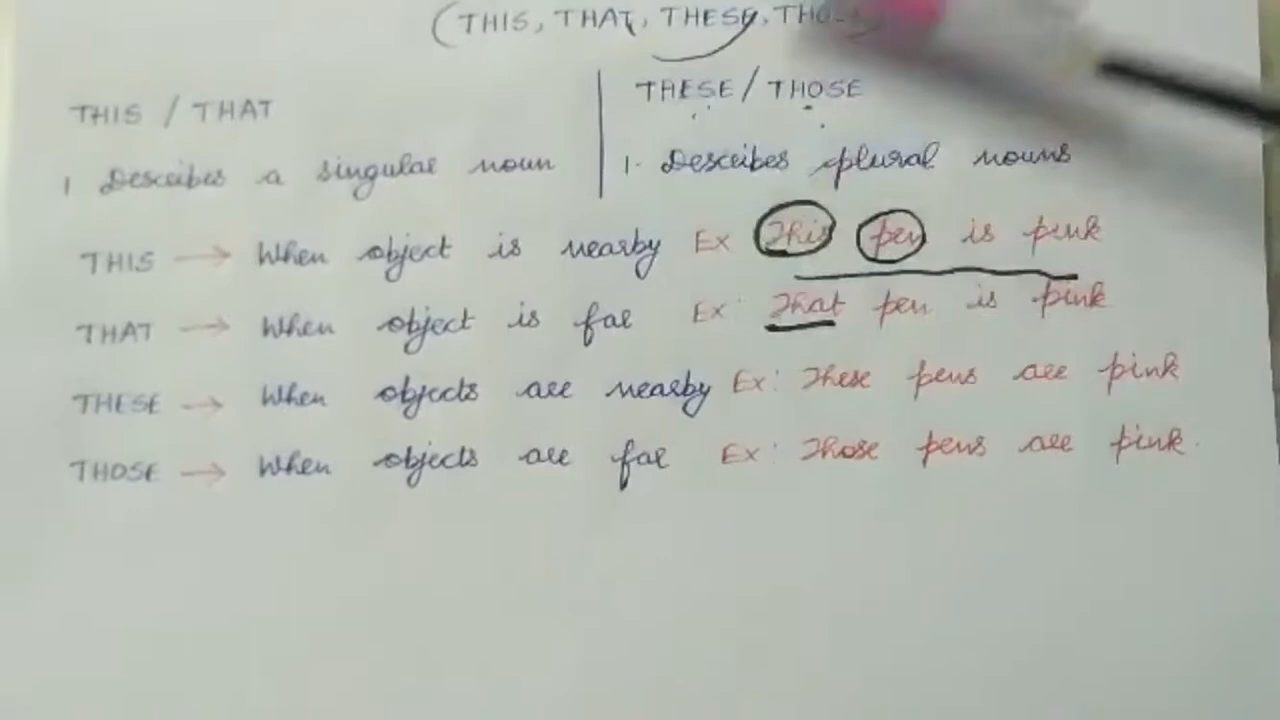 (THIS, THAT, THESE, THOSE)
THIS / THAT
THESE / THOSE
1 Describes a singular noun
1. Describes plural nouns
THIS → When object is nearby Ex This pen is pink
THAT → When object is far Ex: That pen is pink
THESE → When objects are nearby Ex: These pens are pink
THOSE → When objects are far Ex: Those pens are pink.